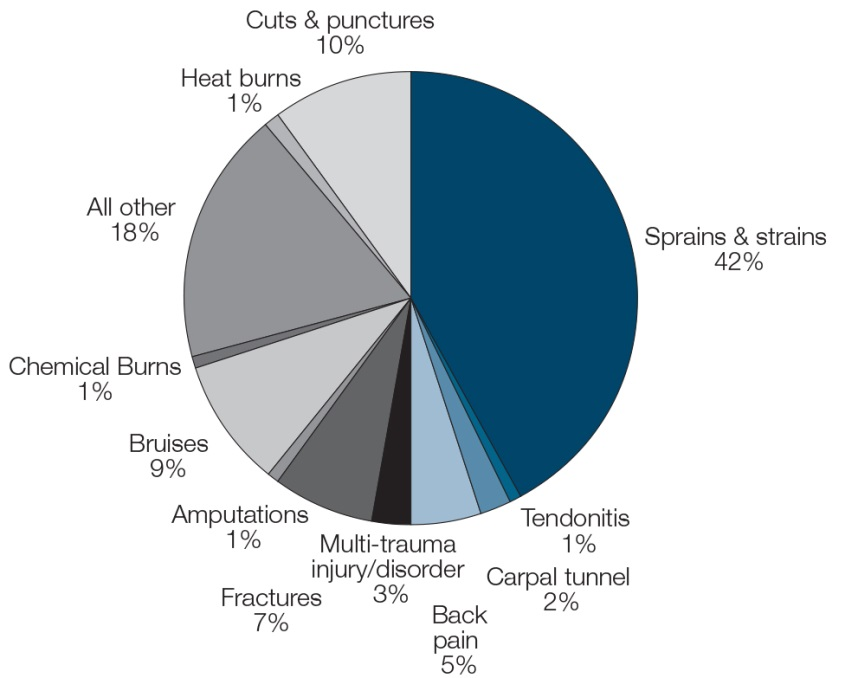 Cuts & punctures
10%
Heat burns
1%
All other
18%
Sprains & strains
42%
Chemical Burns
1%
Bruises
9%
Amputations
1%
Fractures
7%
Multi-trauma
injury/disorder
3%
Back
pain
5%
Carpal tunnel
2%
Tendonitis
1%